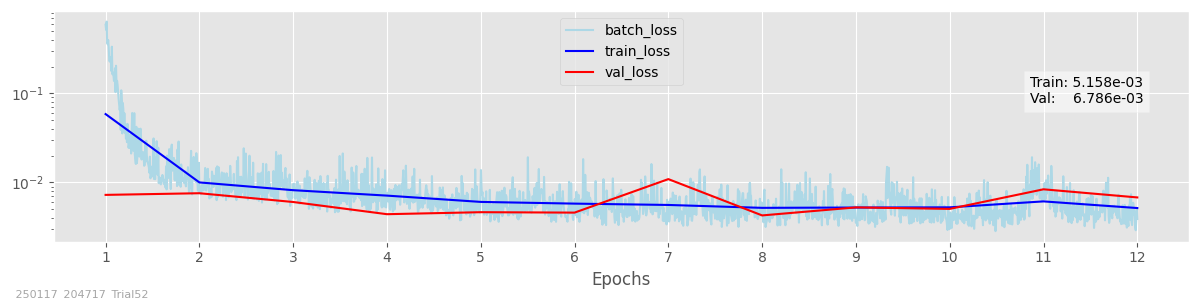 batch_loss
train_loss
val_loss
Train: 5.158e-03
Val: 6.786e-03
10⁻¹
10⁻²
1 2 3 4 5 6 7 8 9 10 11 12
Epochs
250117_204717_Trial52